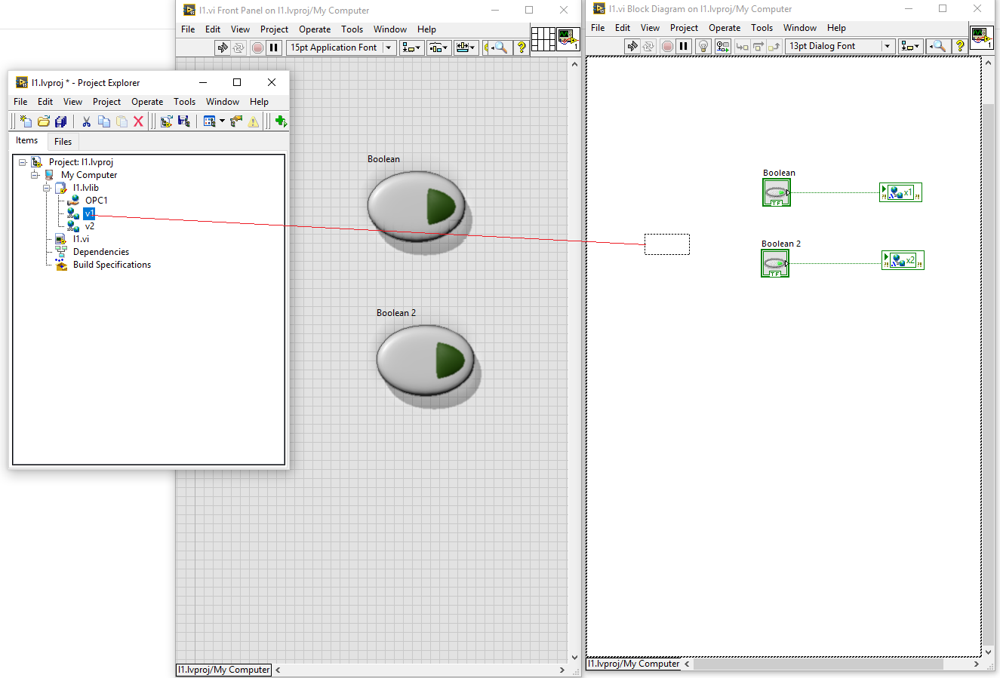 I1.vi Front Panel on I1.lvproj/My Computer
File Edit View Project Operate Tools Window Help
15pt Application Font
1
I1.vi Block Diagram on I1.lvproj/My Computer
File Edit View Project Operate Tools Window Help
13pt Dialog Font
1
I1.lvproj * - Project Explorer
File Edit View Project Operate Tools Window Help
Items Files
Project: I1.lvproj
My Computer
I1.lvlib
OPC1
v1
v2
I1.vi
Dependencies
Build Specifications
Boolean
Boolean 2
I1.lvproj/My Computer
Boolean
TF
x1
Boolean 2
TF
x2
I1.lvproj/My Computer